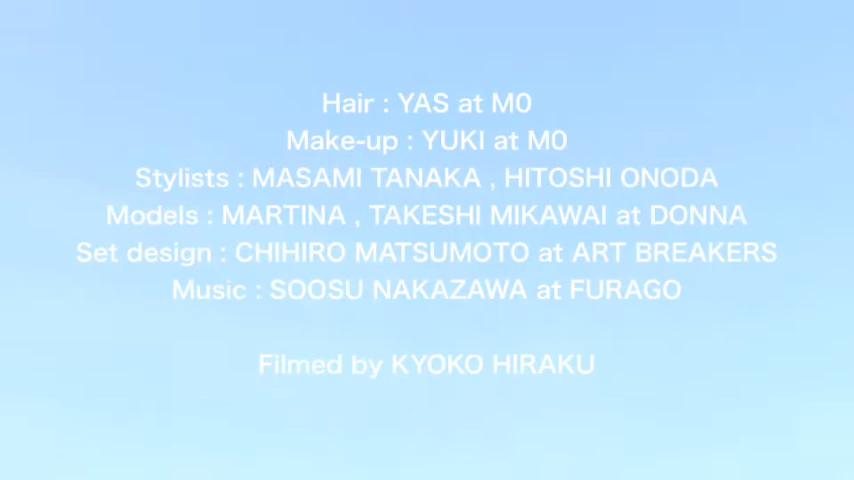 Hair : YAS at M0
Make-up : YUKI at M0
Stylists : MASAMI TANAKA , HITOSHI ONODA
Models : MARTINA , TAKESHI MIKAWAI at DONNA
Set design : CHIHIRO MATSUMOTO at ART BREAKERS
Music : SOOSU NAKAZAWA at FURAGO
Filmed by KYOKO HIRAKU